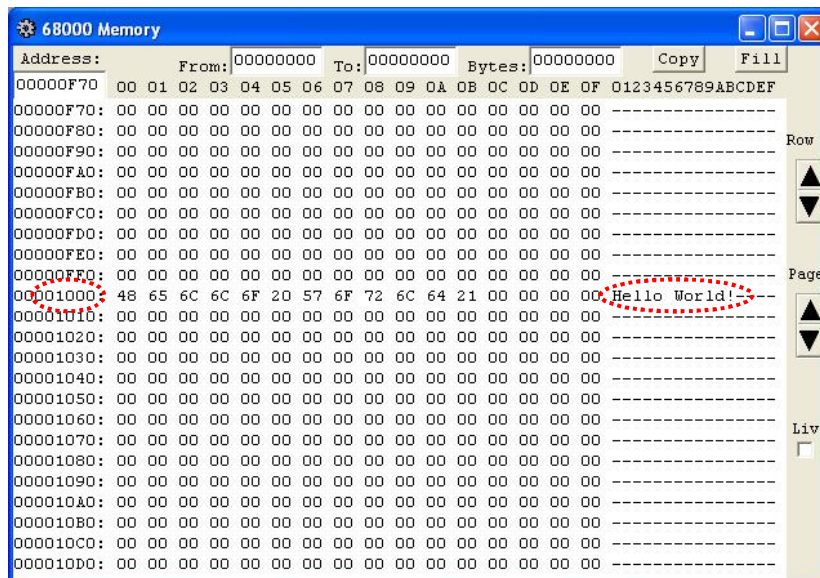 68000 Memory
Address: From: 00000000 To: 00000000 Bytes: 00000000 Copy Fill
00000F70 00 01 02 03 04 05 06 07 08 09 0A 0B 0C 0D 0E 0F 0123456789ABCDEF
00000F70: 00 00 00 00 00 00 00 00 00 00 00 00 00 00 00 00 ----------------
00000F80: 00 00 00 00 00 00 00 00 00 00 00 00 00 00 00 00 ----------------
00000F90: 00 00 00 00 00 00 00 00 00 00 00 00 00 00 00 00 ----------------
Row
00000FA0: 00 00 00 00 00 00 00 00 00 00 00 00 00 00 00 00 ----------------
00000FB0: 00 00 00 00 00 00 00 00 00 00 00 00 00 00 00 00 ----------------
00000FC0: 00 00 00 00 00 00 00 00 00 00 00 00 00 00 00 00 ----------------
00000FD0: 00 00 00 00 00 00 00 00 00 00 00 00 00 00 00 00 ----------------
00000FE0: 00 00 00 00 00 00 00 00 00 00 00 00 00 00 00 00 ----------------
00000FF0: 00 00 00 00 00 00 00 00 00 00 00 00 00 00 00 00 ----------------
Page
00001000: 48 65 6C 6C 6F 20 57 6F 72 6C 64 21 00 00 00 00 Hello World!----
00001010: 00 00 00 00 00 00 00 00 00 00 00 00 00 00 00 00 ----------------
00001020: 00 00 00 00 00 00 00 00 00 00 00 00 00 00 00 00 ----------------
00001030: 00 00 00 00 00 00 00 00 00 00 00 00 00 00 00 00 ----------------
00001040: 00 00 00 00 00 00 00 00 00 00 00 00 00 00 00 00 ----------------
00001050: 00 00 00 00 00 00 00 00 00 00 00 00 00 00 00 00 ----------------
00001060: 00 00 00 00 00 00 00 00 00 00 00 00 00 00 00 00 ----------------
00001070: 00 00 00 00 00 00 00 00 00 00 00 00 00 00 00 00 ----------------
Liv
00001080: 00 00 00 00 00 00 00 00 00 00 00 00 00 00 00 00 ----------------
00001090: 00 00 00 00 00 00 00 00 00 00 00 00 00 00 00 00 ----------------
000010A0: 00 00 00 00 00 00 00 00 00 00 00 00 00 00 00 00 ----------------
000010B0: 00 00 00 00 00 00 00 00 00 00 00 00 00 00 00 00 ----------------
000010C0: 00 00 00 00 00 00 00 00 00 00 00 00 00 00 00 00 ----------------
000010D0: 00 00 00 00 00 00 00 00 00 00 00 00 00 00 00 00 ----------------